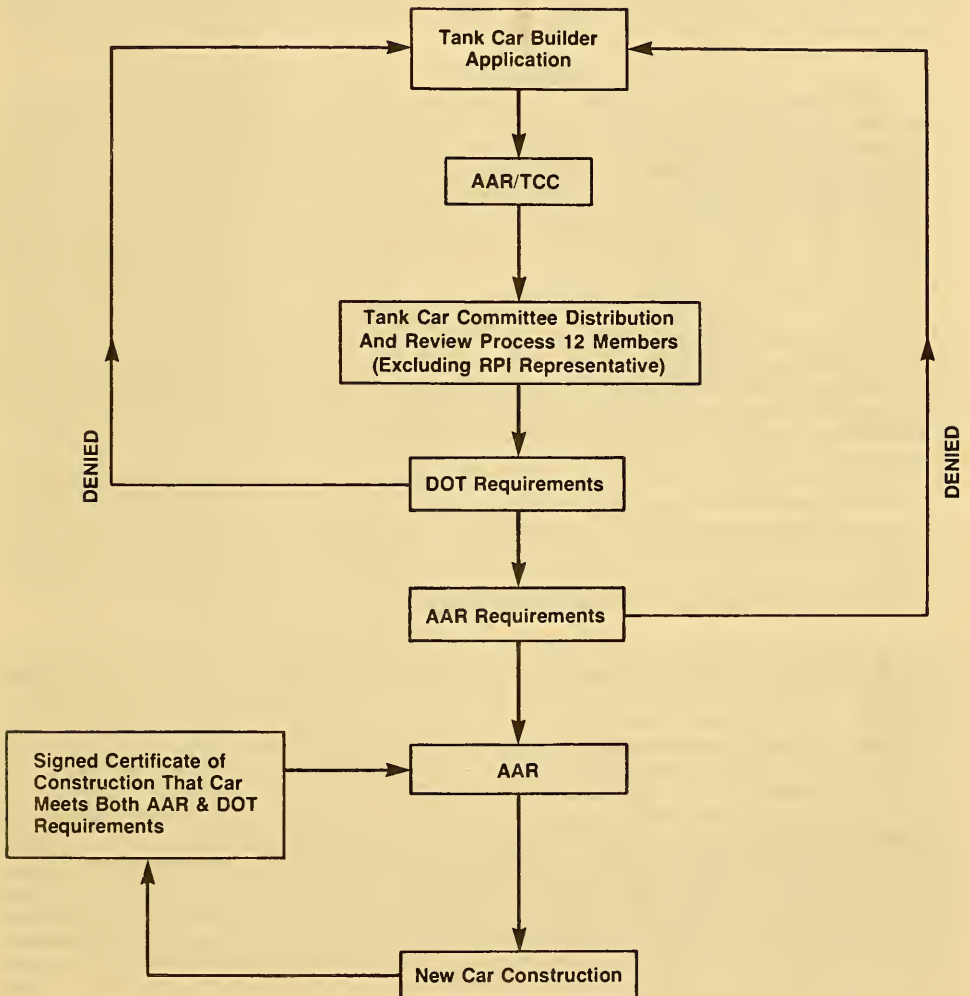 Tank Car Builder
Application
AAR/TCC
Tank Car Committee Distribution
And Review Process 12 Members
(Excluding RPI Representative)
DENIED
DOT Requirements
DENIED
AAR Requirements
Signed Certificate of
Construction That Car
Meets Both AAR & DOT
Requirements
AAR
New Car Construction